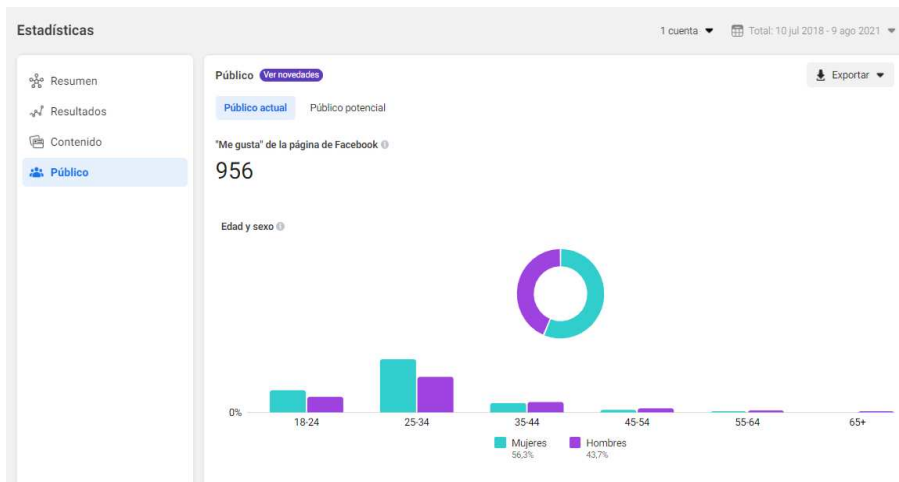 Estadísticas
1 cuenta
Total: 10 jul 2018 - 9 ago 2021
Resumen
Resultados
Contenido
Público
Público Ver novedades
Exportar
Público actual Público potencial
"Me gusta" de la página de Facebook
956
Edad y sexo
0%
18-24 25-34 35-44 45-54 55-64 65+
Mujeres Hombres
56,3% 43,7%